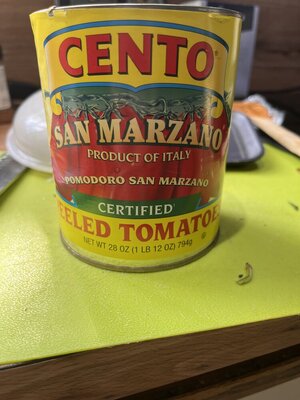 CENTO
SAN MARZANO
PRODUCT OF ITALY
POMODORO SAN MARZANO
CERTIFIED
EELED TOMATOE
NET WT 28 OZ (1 LB 12 OZ) 794g